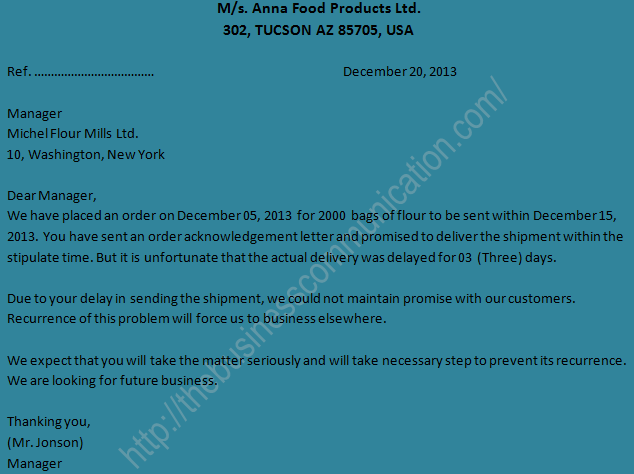 M/s. Anna Food Products Ltd.
302, TUCSON AZ 85705, USA
Ref. ....................................
December 20, 2013
Manager
Michel Flour Mills Ltd.
10, Washington, New York
Dear Manager,
We have placed an order on December 05, 2013 for 2000 bags of flour to be sent within December 15,
2013. You have sent an order acknowledgement letter and promised to deliver the shipment within the
stipulate time. But it is unfortunate that the actual delivery was delayed for 03 (Three) days.
Due to your delay in sending the shipment, we could not maintain promise with our customers.
Recurrence of this problem will force us to business elsewhere.
We expect that you will take the matter seriously and will take necessary step to prevent its recurrence.
We are looking for future business.
Thanking you,
(Mr. Jonson)
Manager
http://thebusinesscommunication.com/